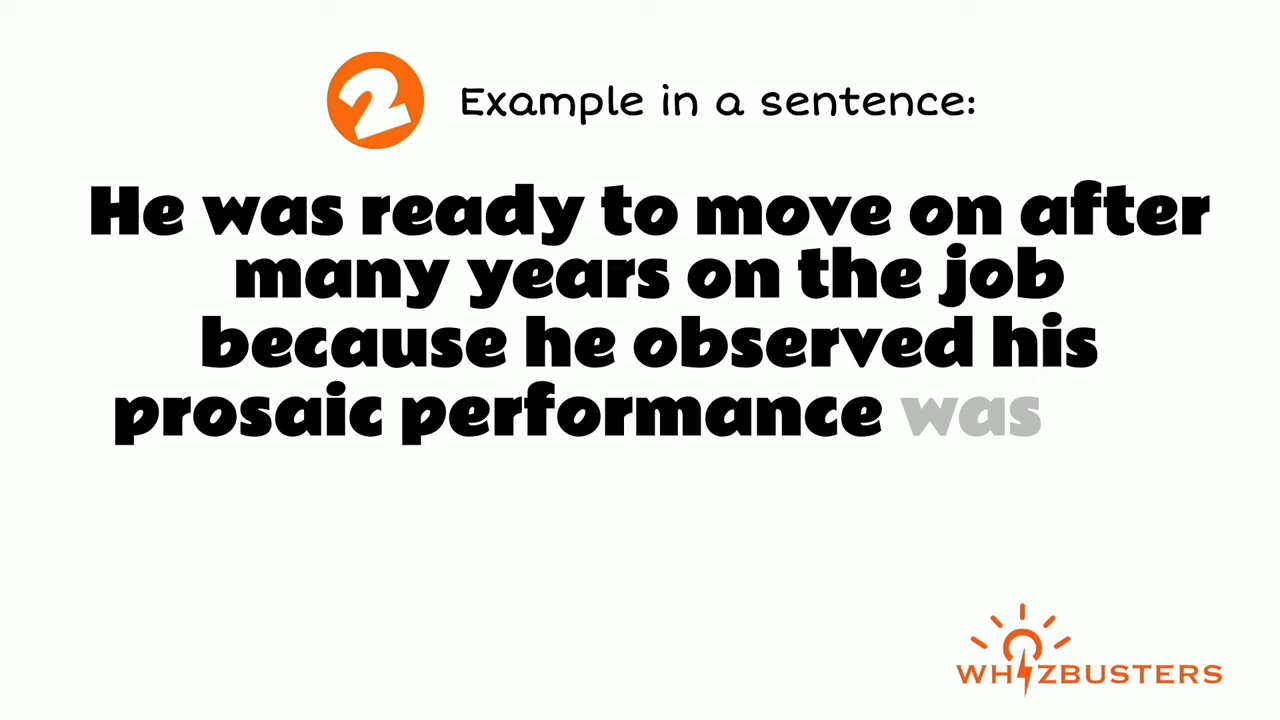 2 Example in a sentence:
He was ready to move on after
many years on the job
because he observed his
prosaic performance was
WHIZBUSTERS